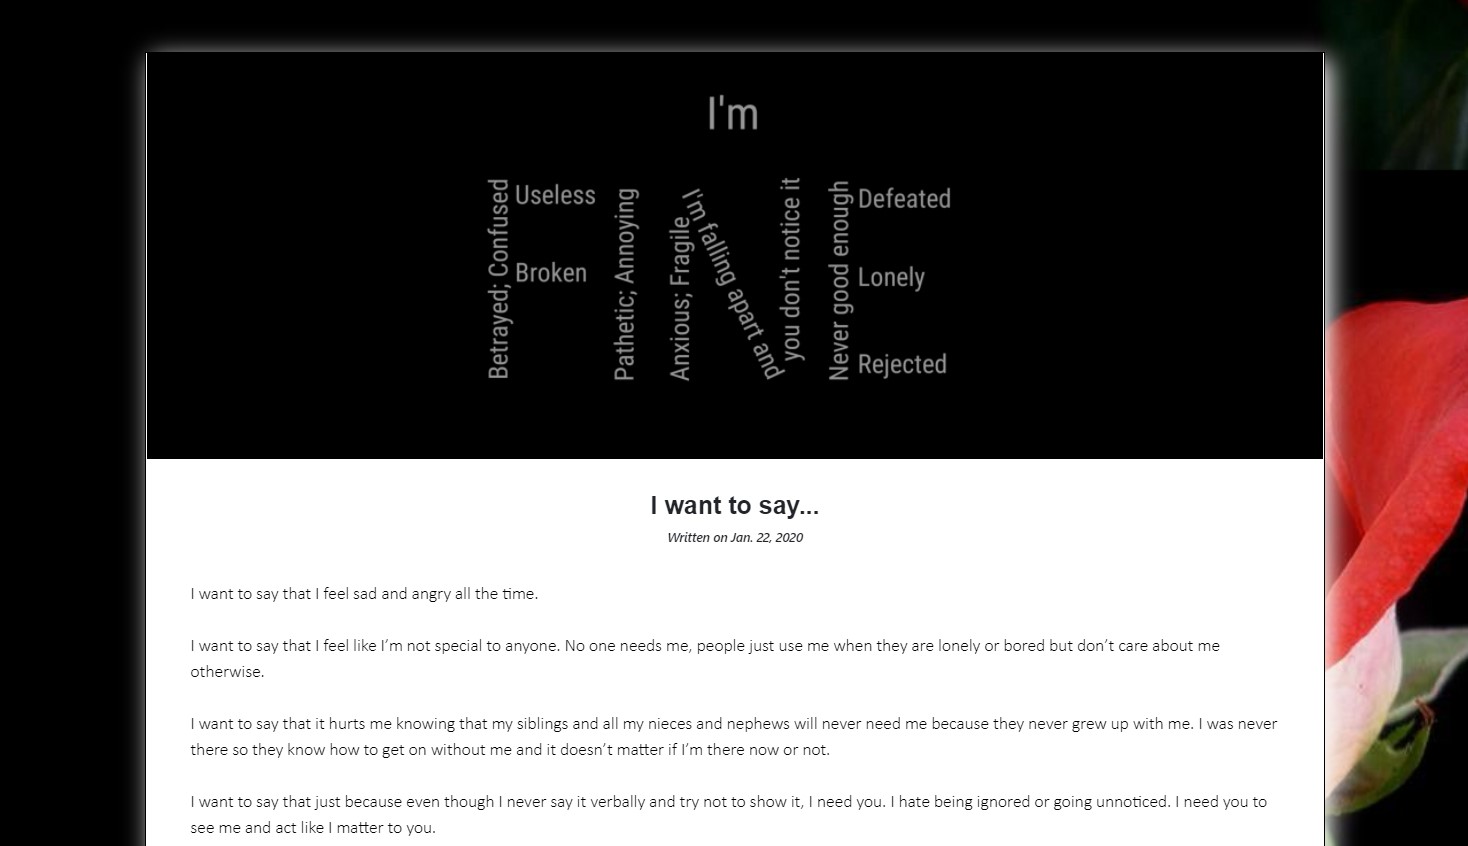 I'm
Betrayed; Confused
Useless
Broken
Pathetic; Annoying
Anxious; Fragile
I'm falling apart and
you don't notice it
Never good enough
Defeated
Lonely
Rejected
I want to say...
Written on Jan. 22, 2020
I want to say that I feel sad and angry all the time.
I want to say that I feel like I’m not special to anyone. No one needs me, people just use me when they are lonely or bored but don’t care about me
otherwise.
I want to say that it hurts me knowing that my siblings and all my nieces and nephews will never need me because they never grew up with me. I was never
there so they know how to get on without me and it doesn’t matter if I’m there now or not.
I want to say that just because even though I never say it verbally and try not to show it, I need you. I hate being ignored or going unnoticed. I need you to
see me and act like I matter to you.